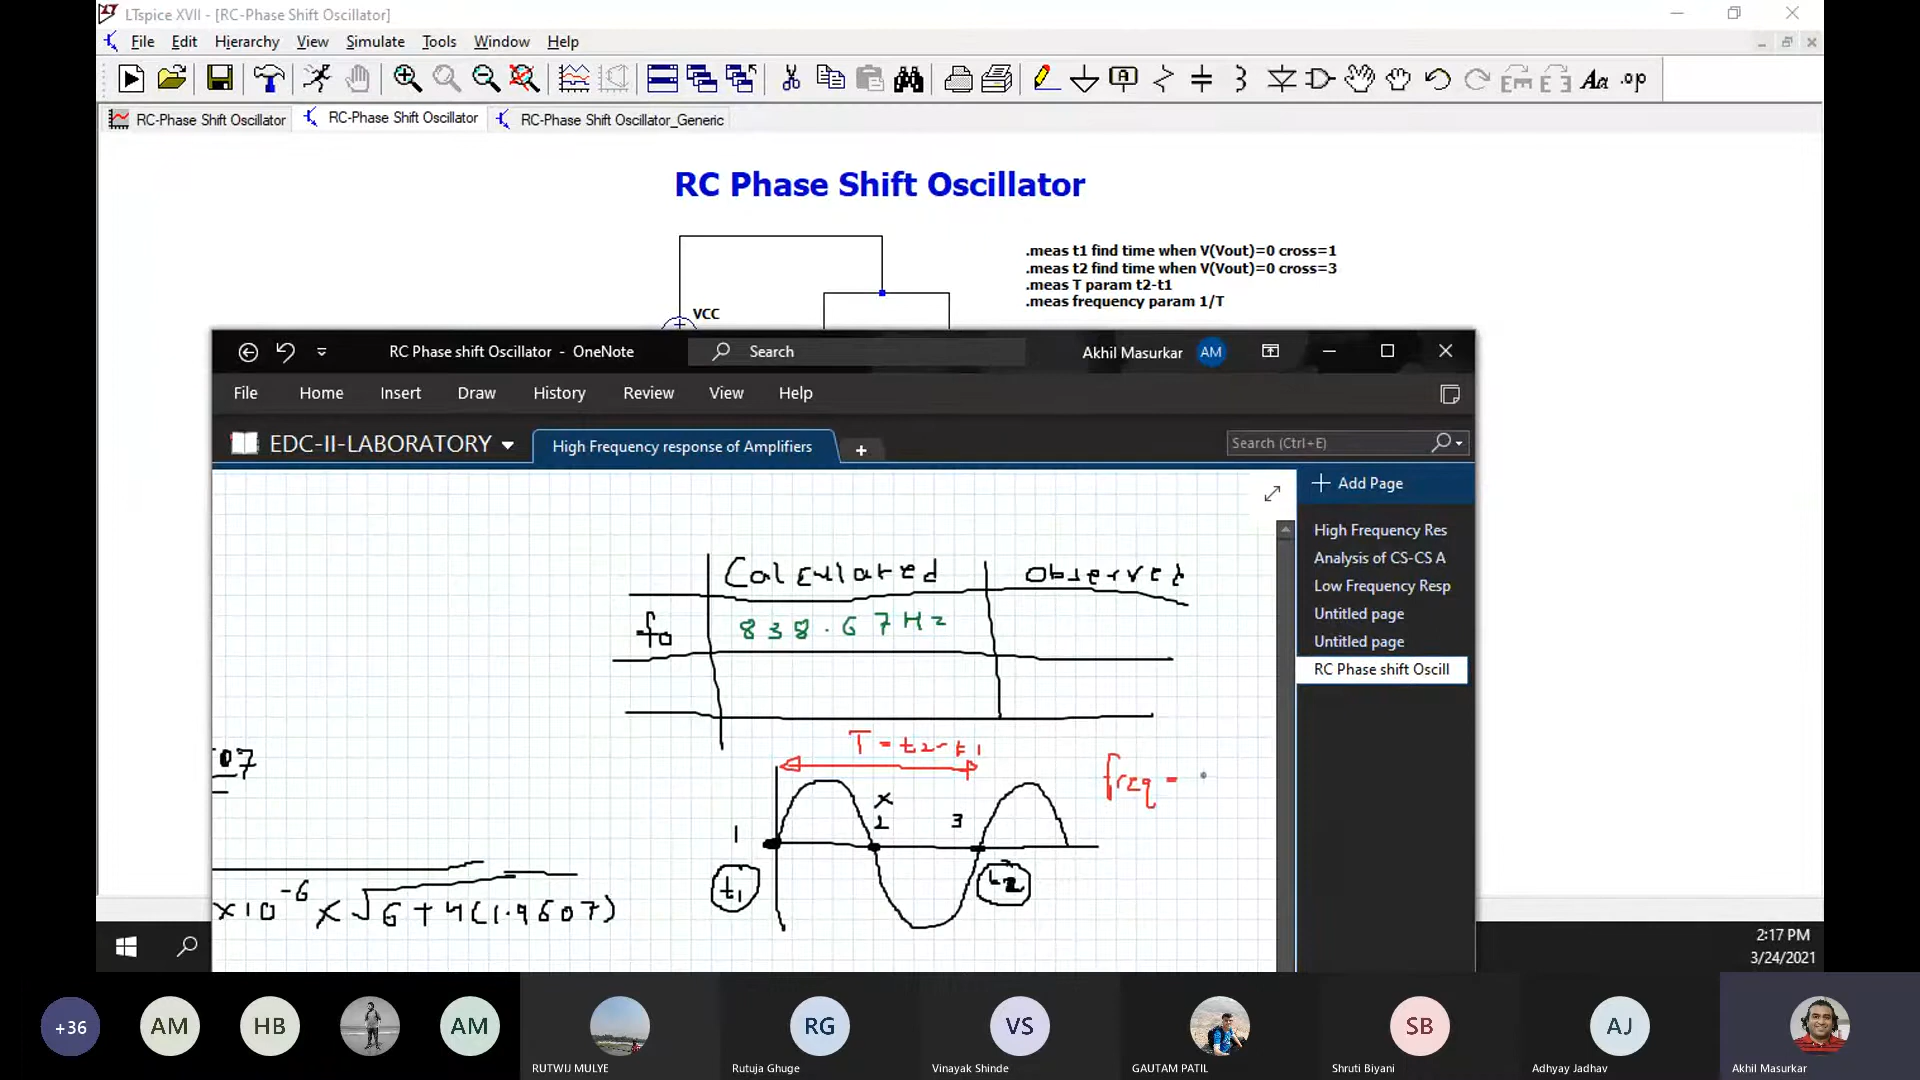 LTspice XVII - [RC-Phase Shift Oscillator]
File Edit Hierarchy View Simulate Tools Window Help
Aa .op
RC-Phase Shift Oscillator RC-Phase Shift Oscillator RC-Phase Shift Oscillator_Generic
RC Phase Shift Oscillator
.meas t1 find time when V(Vout)=0 cross=1
.meas t2 find time when V(Vout)=0 cross=3
.meas T param t2-t1
.meas frequency param 1/T
VCC
RC Phase shift Oscillator - OneNote Search Akhil Masurkar AM
File Home Insert Draw History Review View Help
EDC-II-LABORATORY High Frequency response of Amplifiers + Search (Ctrl+E)
Add Page
High Frequency Res
Analysis of CS-CS A
Low Frequency Resp
Untitled page
Untitled page
RC Phase shift Oscill
Calculated Observed
fo 838.67Hz
T = t2-t1
07
freq =
x
1 2 3
t1 t2
x10-6 x √6+4(1.9607)
2:17 PM
3/24/2021
+36 AM HB AM RG VS SB AJ
RUTWIJ MULYE Rutuja Ghuge Vinayak Shinde GAUTAM PATIL Shruti Biyani Adhyay Jadhav Akhil Masurkar